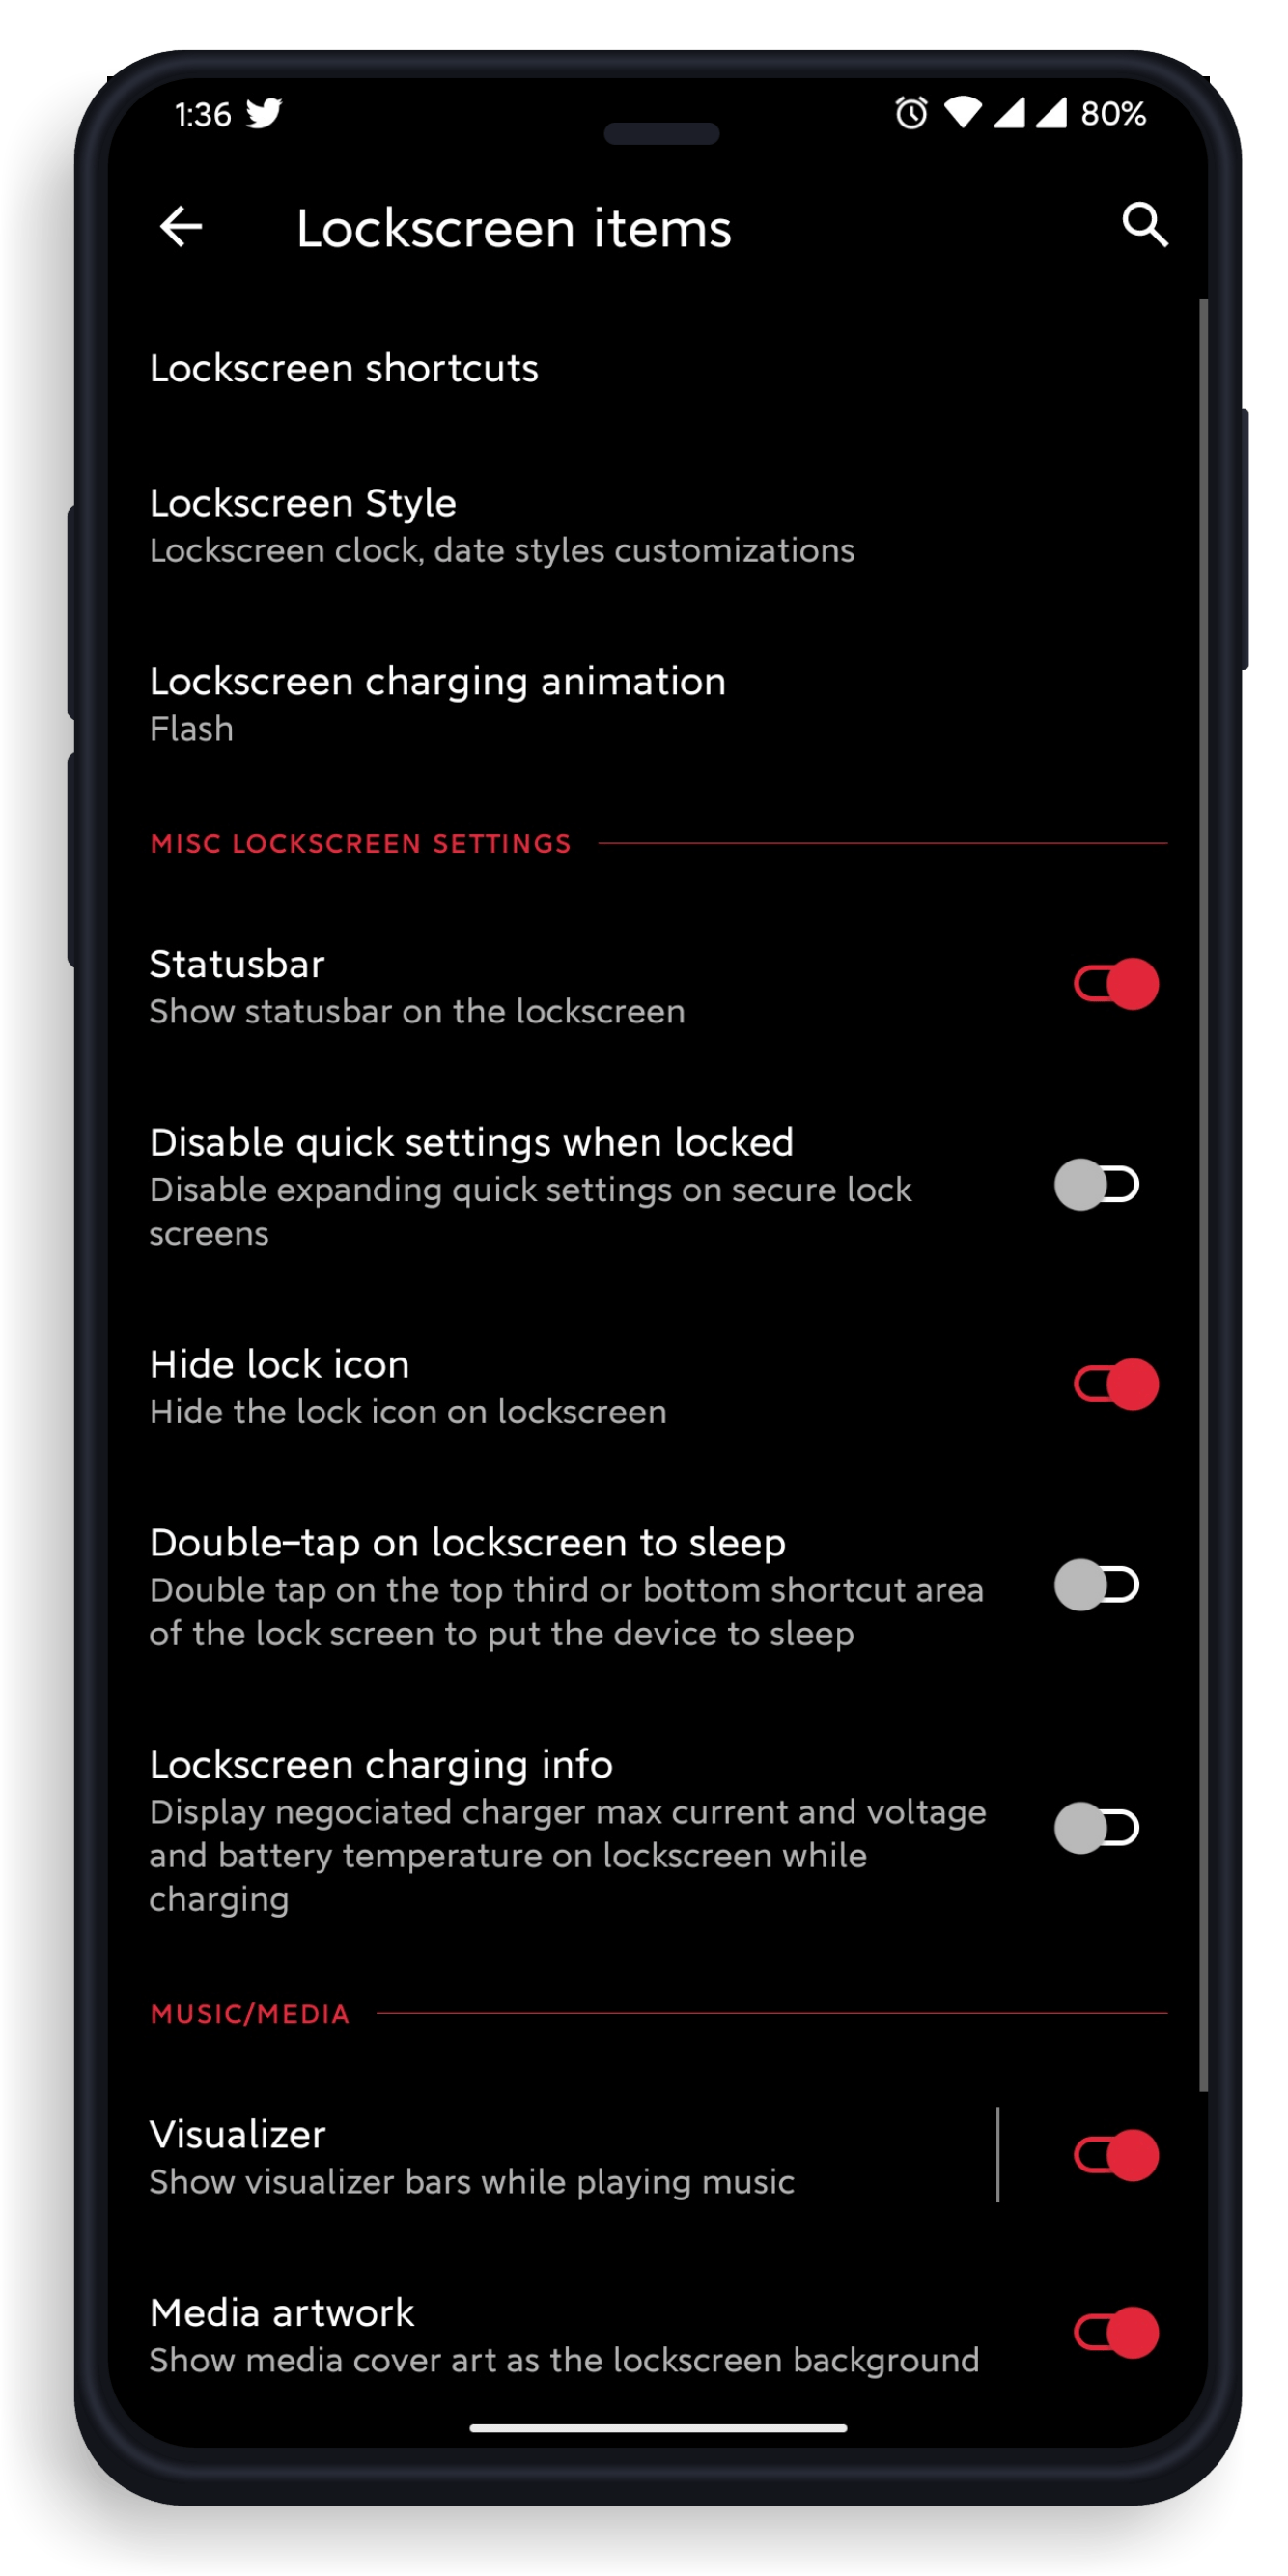 1:36 80%
Lockscreen items
Lockscreen shortcuts
Lockscreen Style
Lockscreen clock, date styles customizations
Lockscreen charging animation
Flash
MISC LOCKSCREEN SETTINGS
Statusbar
Show statusbar on the lockscreen
Disable quick settings when locked
Disable expanding quick settings on secure lock
screens
Hide lock icon
Hide the lock icon on lockscreen
Double-tap on lockscreen to sleep
Double tap on the top third or bottom shortcut area
of the lock screen to put the device to sleep
Lockscreen charging info
Display negociated charger max current and voltage
and battery temperature on lockscreen while
charging
MUSIC/MEDIA
Visualizer
Show visualizer bars while playing music
Media artwork
Show media cover art as the lockscreen background